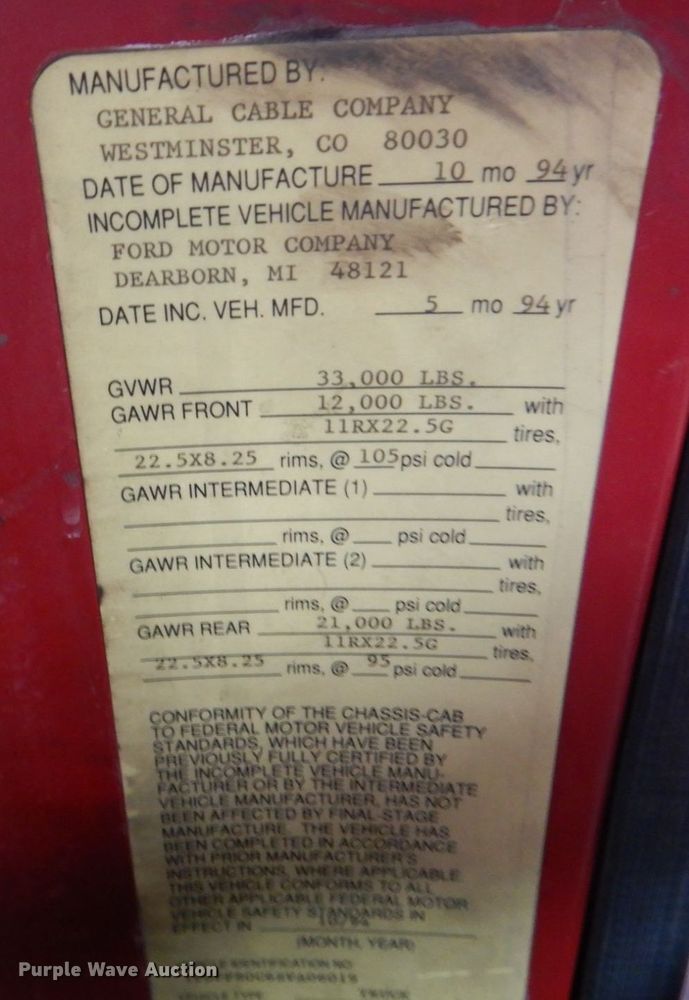 MANUFACTURED BY:
GENERAL CABLE COMPANY
WESTMINSTER, CO 80030
DATE OF MANUFACTURE 10 mo 94 yr
INCOMPLETE VEHICLE MANUFACTURED BY:
FORD MOTOR COMPANY
DEARBORN, MI 48121
DATE INC. VEH. MFD. 5 mo 94 yr
GVWR 33,000 LBS.
GAWR FRONT 12,000 LBS. with
11RX22.5G tires,
22.5X8.25 rims, @ 105 psi cold
GAWR INTERMEDIATE (1) with
tires,
rims, @ psi cold
GAWR INTERMEDIATE (2) with
tires,
rims, @ psi cold
GAWR REAR 21,000 LBS. with
11RX22.5G tires,
22.5X8.25 rims, @ 95 psi cold
CONFORMITY OF THE CHASSIS-CAB
TO FEDERAL MOTOR VEHICLE SAFETY
STANDARDS, WHICH HAVE BEEN
PREVIOUSLY FULLY CERTIFIED BY
THE INCOMPLETE VEHICLE MANU-
FACTURER OR BY THE INTERMEDIATE
VEHICLE MANUFACTURER, HAS NOT
BEEN AFFECTED BY FINAL-STAGE
MANUFACTURE. THE VEHICLE HAS
BEEN COMPLETED IN ACCORDANCE
WITH PRIOR MANUFACTURER'S
INSTRUCTIONS, WHERE APPLICABLE
THIS VEHICLE CONFORMS TO ALL
OTHER APPLICABLE FEDERAL MOTOR
VEHICLE SAFETY STANDARDS IN
EFFECT IN 10/94
(MONTH, YEAR)
IDENTIFICATION NO
VEHICLE TYPE TRUCK
Purple Wave Auction